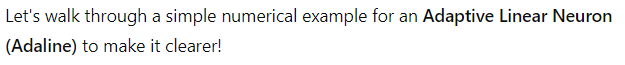 Let's walk through a simple numerical example for an Adaptive Linear Neuron
(Adaline) to make it clearer!